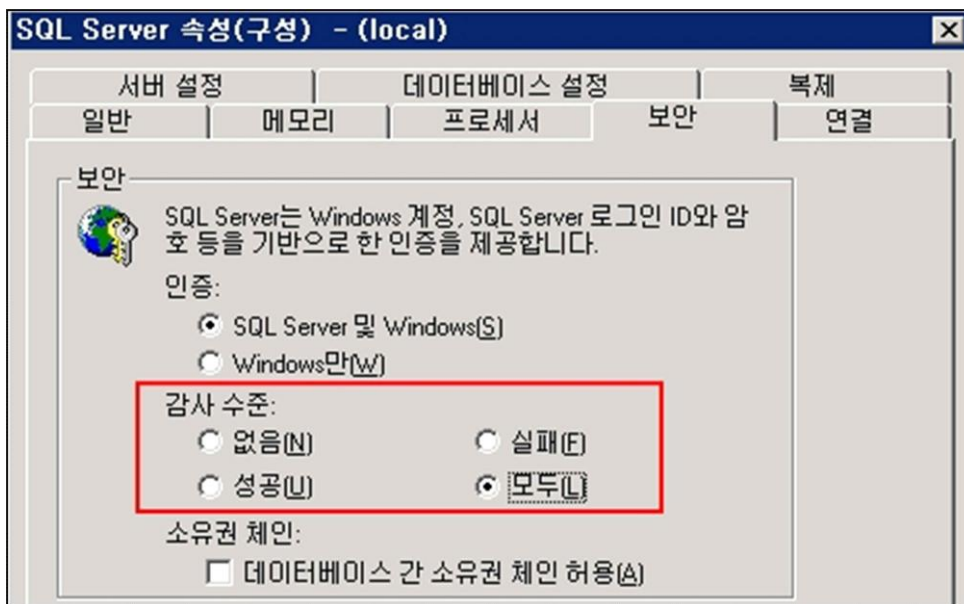 SQL Server 속성(구성) - (local)
서버 설정 데이터베이스 설정 복제
일반 메모리 프로세서 보안 연결
보안
SQL Server는 Windows 계정, SQL Server 로그인 ID와 암
호 등을 기반으로 한 인증을 제공합니다.
인증:
SQL Server 및 Windows(S)
Windows만(W)
감사 수준:
없음(N) 실패(F)
성공(U) 모두(L)
소유권 체인:
데이터베이스 간 소유권 체인 허용(A)